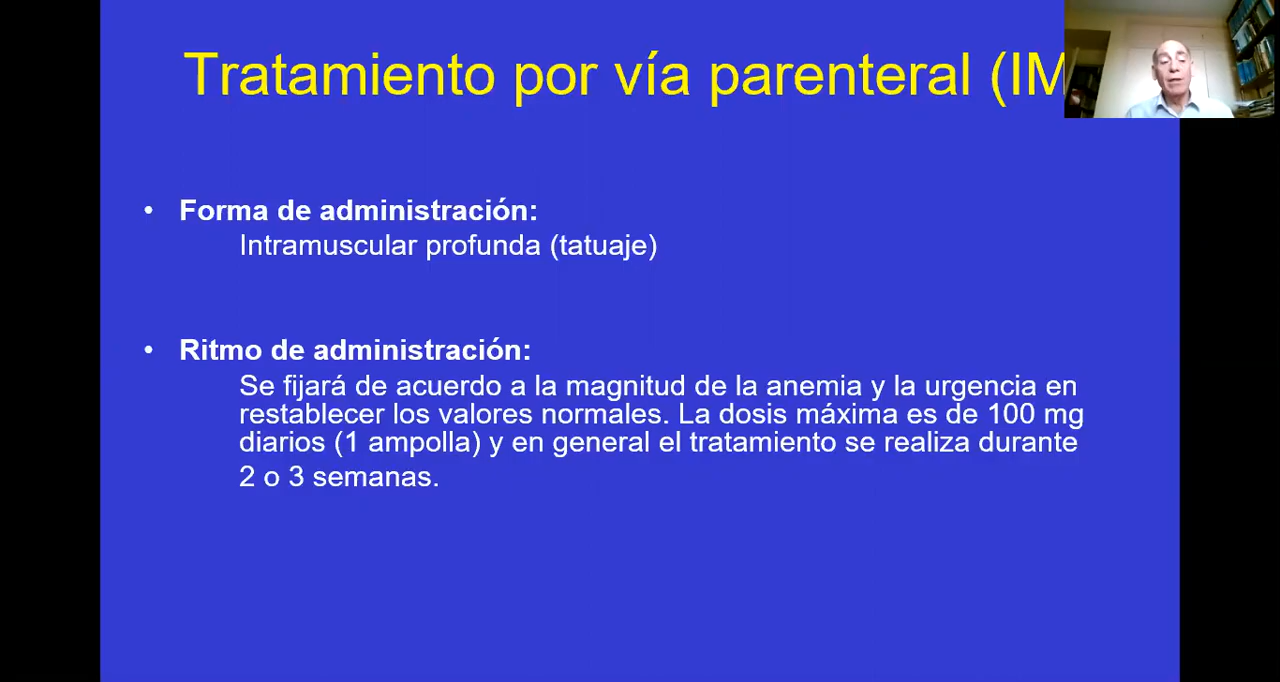 Tratamiento por vía parenteral (IM
• Forma de administración:
Intramuscular profunda (tatuaje)
• Ritmo de administración:
Se fijará de acuerdo a la magnitud de la anemia y la urgencia en
restablecer los valores normales. La dosis máxima es de 100 mg
diarios (1 ampolla) y en general el tratamiento se realiza durante
2 o 3 semanas.